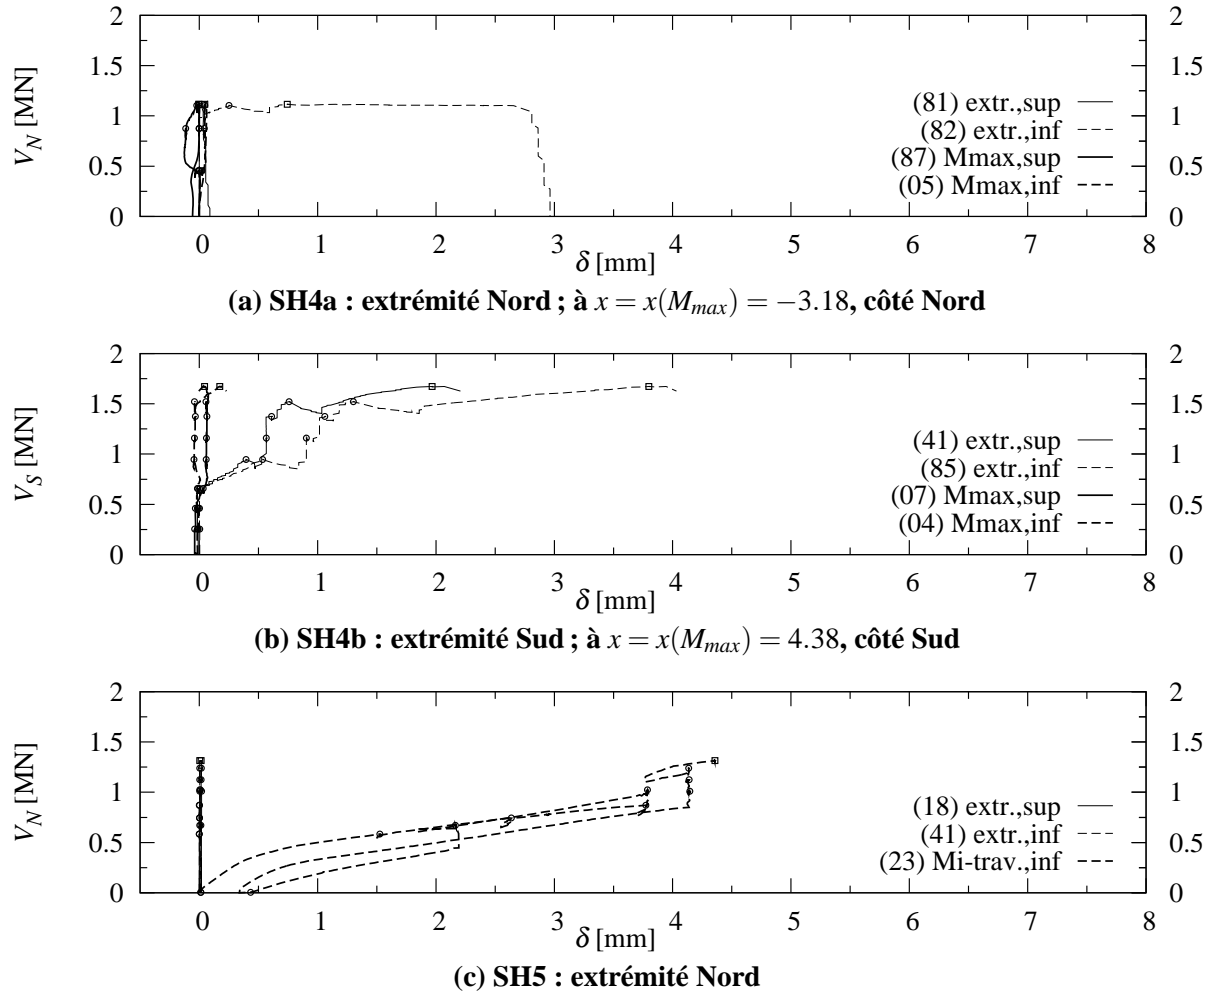 2 2
1.5 1.5
1 1
0.5 0.5
0 0
V_N [MN]
(81) extr.,sup
(82) extr.,inf
(87) Mmax,sup
(05) Mmax,inf
0 1 2 3 4 5 6 7 8
δ [mm]
(a) SH4a : extrémité Nord ; à x = x(M_max) = −3.18, côté Nord
2 2
1.5 1.5
1 1
0.5 0.5
0 0
V_S [MN]
(41) extr.,sup
(85) extr.,inf
(07) Mmax,sup
(04) Mmax,inf
0 1 2 3 4 5 6 7 8
δ [mm]
(b) SH4b : extrémité Sud ; à x = x(M_max) = 4.38, côté Sud
2 2
1.5 1.5
1 1
0.5 0.5
0 0
V_N [MN]
(18) extr.,sup
(41) extr.,inf
(23) Mi-trav.,inf
0 1 2 3 4 5 6 7 8
δ [mm]
(c) SH5 : extrémité Nord